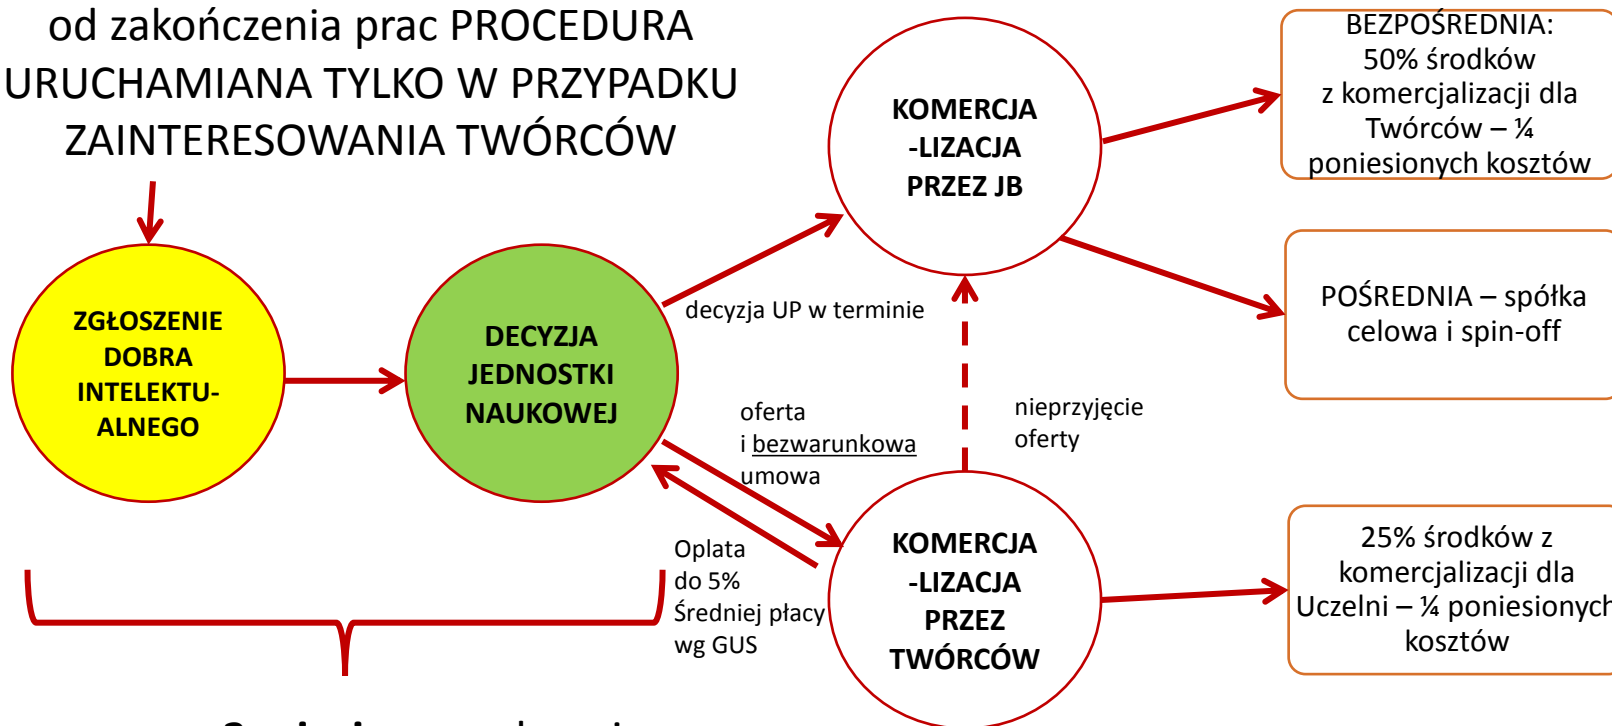 od zakończenia prac PROCEDURA
URUCHAMIANA TYLKO W PRZYPADKU
ZAINTERESOWANIA TWÓRCÓW
ZGŁOSZENIE
DOBRA
INTELEKTU-
ALNEGO
DECYZJA
JEDNOSTKI
NAUKOWEJ
decyzja UP w terminie
KOMERCJA
-LIZACJA
PRZEZ JB
BEZPOŚREDNIA:
50% środków
z komercjalizacji dla
Twórców – ¼
poniesionych kosztów
POŚREDNIA – spółka
celowa i spin-off
oferta
i bezwarunkowa
umowa
nieprzyjęcie
oferty
Oplata
do 5%
Średniej płacy
wg GUS
KOMERCJA
-LIZACJA
PRZEZ
TWÓRCÓW
25% środków z
komercjalizacji dla
Uczelni – ¼ poniesionych
kosztów